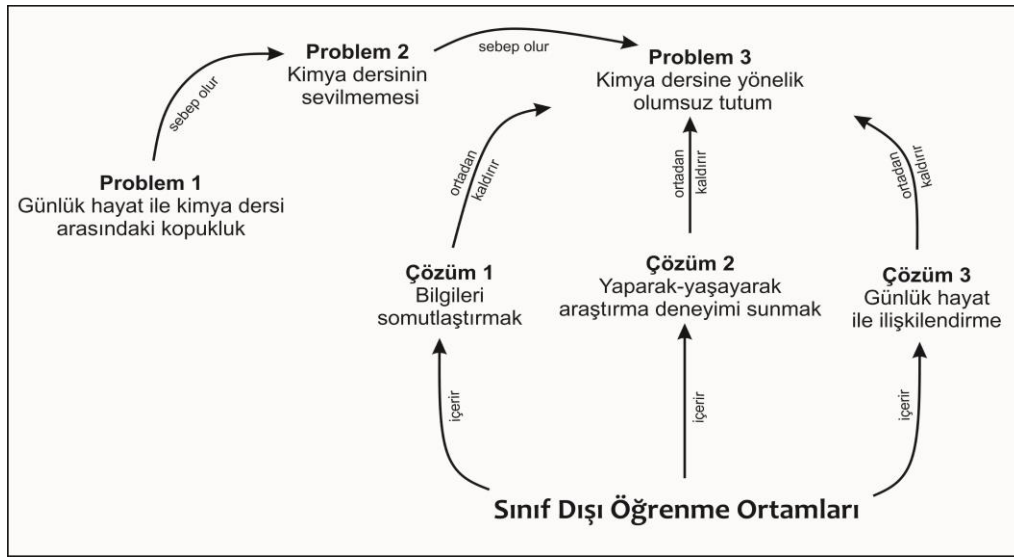 Problem 1
Günlük hayat ile kimya dersi
arasındaki kopukluk
sebep olur
Problem 2
Kimya dersinin
sevilmemesi
sebep olur
Problem 3
Kimya dersine yönelik
olumsuz tutum
ortadan
kaldırır
ortadan
kaldırır
ortadan
kaldırır
Çözüm 1
Bilgileri
somutlaştırmak
Çözüm 2
Yaparak-yaşayarak
araştırma deneyimi sunmak
Çözüm 3
Günlük hayat
ile ilişkilendirme
içerir
içerir
içerir
Sınıf Dışı Öğrenme Ortamları